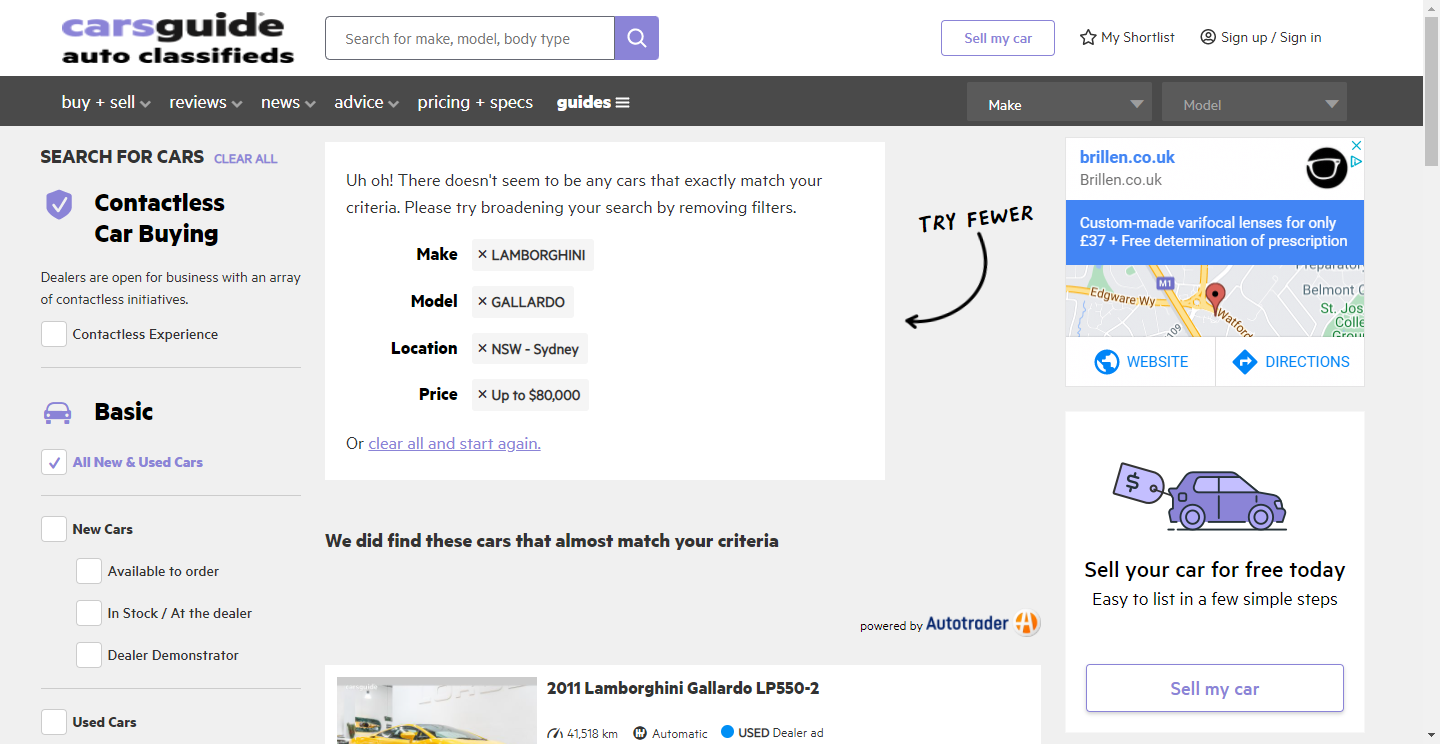 carsguide
auto classifieds
Search for make, model, body type
Sell my car
My Shortlist
Sign up / Sign in
buy + sell
reviews
news
advice
pricing + specs
guides
Make
Model
SEARCH FOR CARS CLEAR ALL
Contactless
Car Buying
Dealers are open for business with an array
of contactless initiatives.
Contactless Experience
Basic
All New & Used Cars
New Cars
Available to order
In Stock / At the dealer
Dealer Demonstrator
Used Cars
Uh oh! There doesn't seem to be any cars that exactly match your
criteria. Please try broadening your search by removing filters.
Make × LAMBORGHINI
Model × GALLARDO
Location × NSW - Sydney
Price × Up to $80,000
Or clear all and start again.
TRY FEWER
We did find these cars that almost match your criteria
powered by Autotrader
2011 Lamborghini Gallardo LP550-2
41,518 km Automatic USED Dealer ad
brillen.co.uk
Brillen.co.uk
Custom-made varifocal lenses for only
£37 + Free determination of prescription
M1
Edgware Wy
Watford
109
Belmont
St. Jos
Colle
WEBSITE
DIRECTIONS
$
Sell your car for free today
Easy to list in a few simple steps
Sell my car